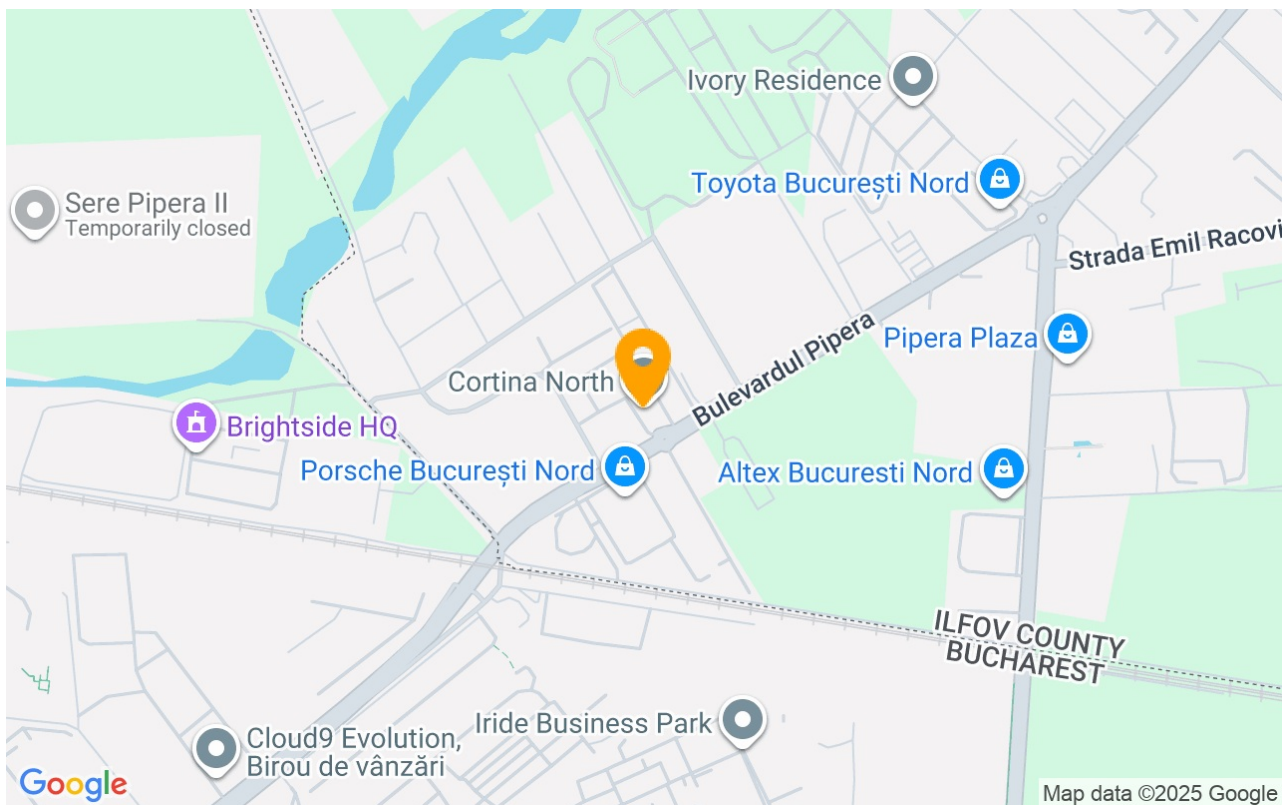 Ivory Residence
Toyota București Nord
Sere Pipera II
Temporarily closed
Strada Emil Racovi
Bulevardul Pipera
Pipera Plaza
Cortina North
Brightside HQ
Porsche București Nord
Altex Bucuresti Nord
ILFOV COUNTY
BUCHAREST
Iride Business Park
Cloud9 Evolution,
Birou de vânzări
Google
Map data ©2025 Google